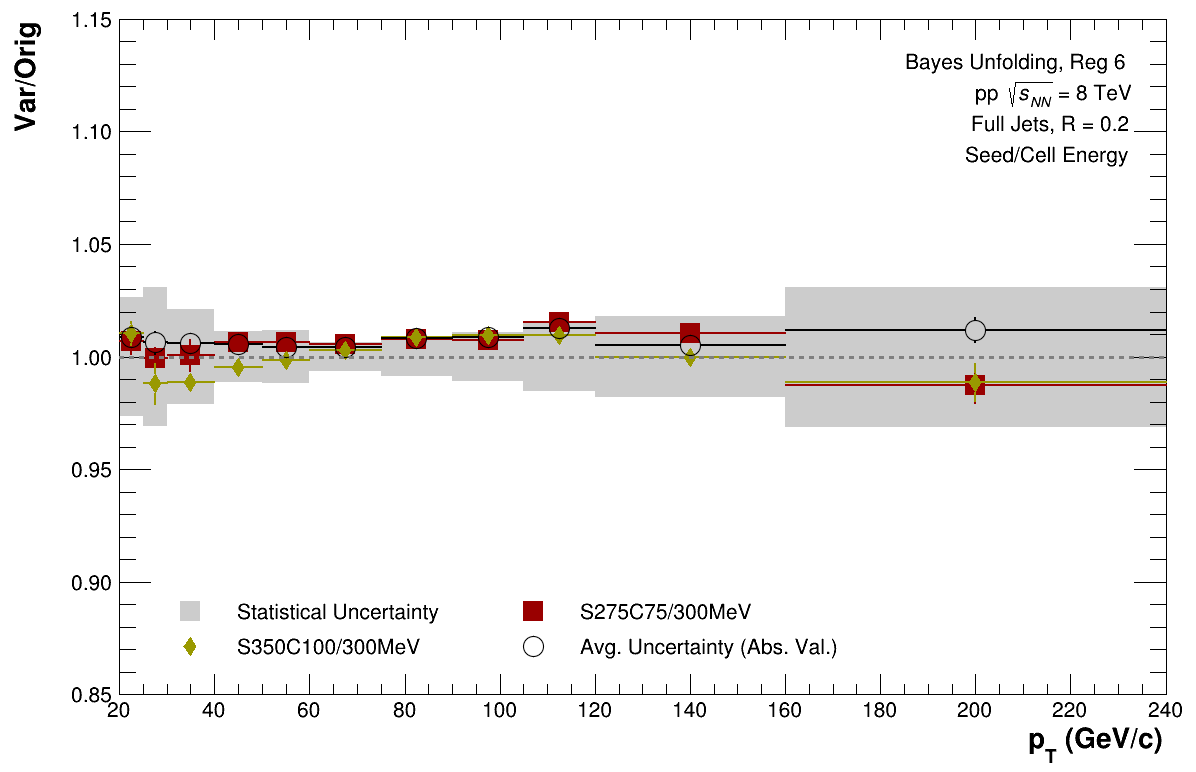 Var/Orig
1.15
1.10
1.05
1.00
0.95
0.90
0.85
Bayes Unfolding, Reg 6
pp √s_NN = 8 TeV
Full Jets, R = 0.2
Seed/Cell Energy
Statistical Uncertainty
S275C75/300MeV
S350C100/300MeV
Avg. Uncertainty (Abs. Val.)
20 40 60 80 100 120 140 160 180 200 220 240
p_T (GeV/c)